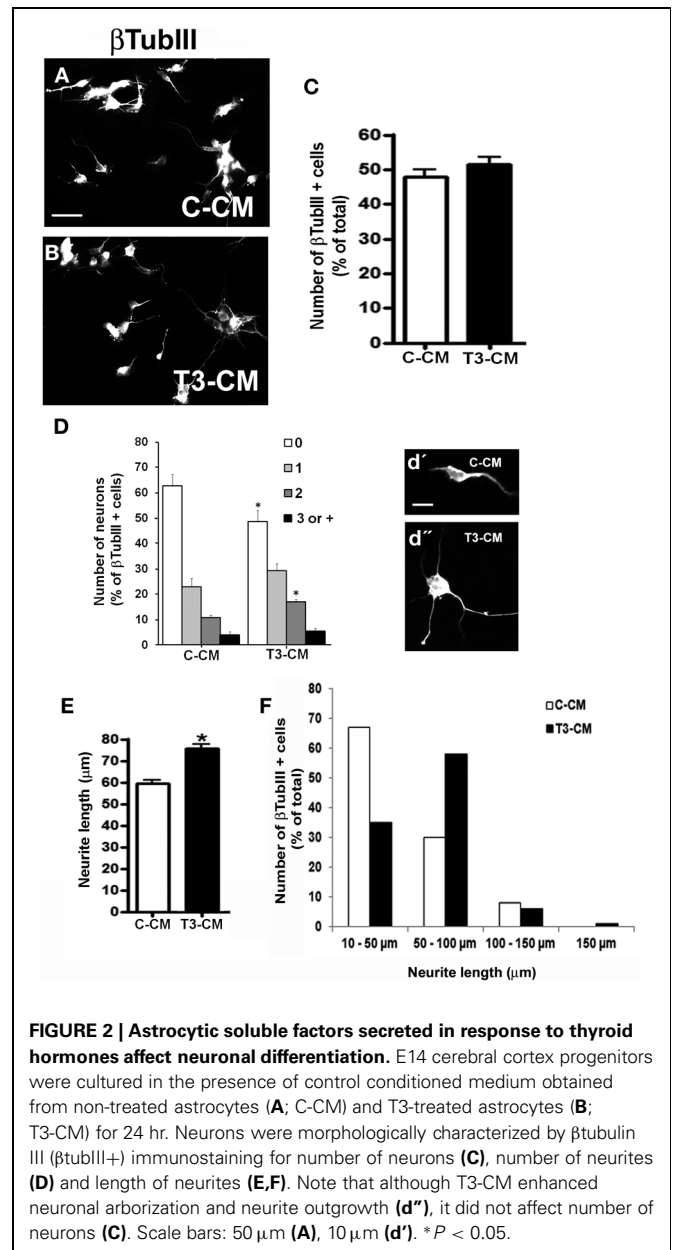 βTubIII
A
C-CM
B
T3-CM
C
Number of βTubIII + cells
(% of total)
60
50
40
30
20
10
0
C-CM T3-CM
D
Number of neurons
(% of βTubIII + cells)
80
70
60
50
40
30
20
10
0
*
*
0
1
2
3 or +
C-CM T3-CM
d´ C-CM
d˝ T3-CM
E
Neurite length (µm)
80
70
60
50
40
30
20
10
0
*
C-CM T3-CM
F
Number of βTubIII + cells
(% of total)
80
70
60
50
40
30
20
10
0
C-CM
T3-CM
10 - 50 µm 50 - 100 µm 100 - 150 µm 150 µm
Neurite length (µm)
FIGURE 2 | Astrocytic soluble factors secreted in response to thyroid
hormones affect neuronal differentiation. E14 cerebral cortex progenitors
were cultured in the presence of control conditioned medium obtained
from non-treated astrocytes (A; C-CM) and T3-treated astrocytes (B;
T3-CM) for 24 hr. Neurons were morphologically characterized by βtubulin
III (βtubIII+) immunostaining for number of neurons (C), number of neurites
(D) and length of neurites (E,F). Note that although T3-CM enhanced
neuronal arborization and neurite outgrowth (d″), it did not affect number of
neurons (C). Scale bars: 50 µm (A), 10 µm (d′). *P < 0.05.